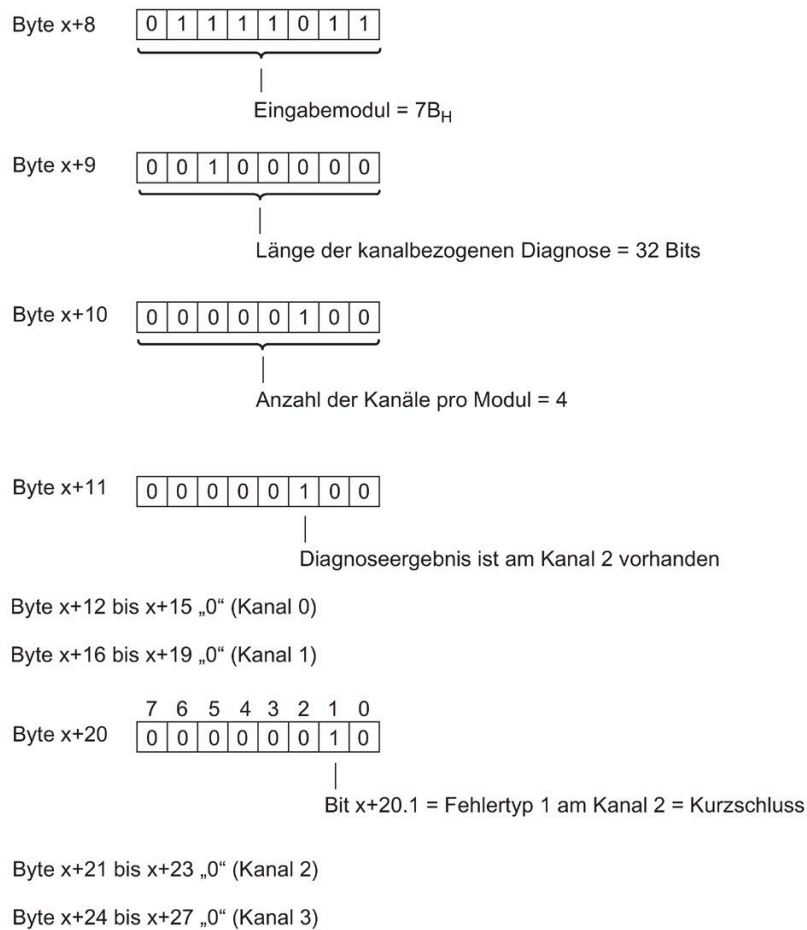 Byte x+8 0 1 1 1 1 0 1 1
Eingabemodul = 7BH
Byte x+9 0 0 1 0 0 0 0 0
Länge der kanalbezogenen Diagnose = 32 Bits
Byte x+10 0 0 0 0 0 1 0 0
Anzahl der Kanäle pro Modul = 4
Byte x+11 0 0 0 0 0 1 0 0
Diagnoseergebnis ist am Kanal 2 vorhanden
Byte x+12 bis x+15 „0“ (Kanal 0)
Byte x+16 bis x+19 „0“ (Kanal 1)
7 6 5 4 3 2 1 0
Byte x+20 0 0 0 0 0 0 1 0
Bit x+20.1 = Fehlertyp 1 am Kanal 2 = Kurzschluss
Byte x+21 bis x+23 „0“ (Kanal 2)
Byte x+24 bis x+27 „0“ (Kanal 3)